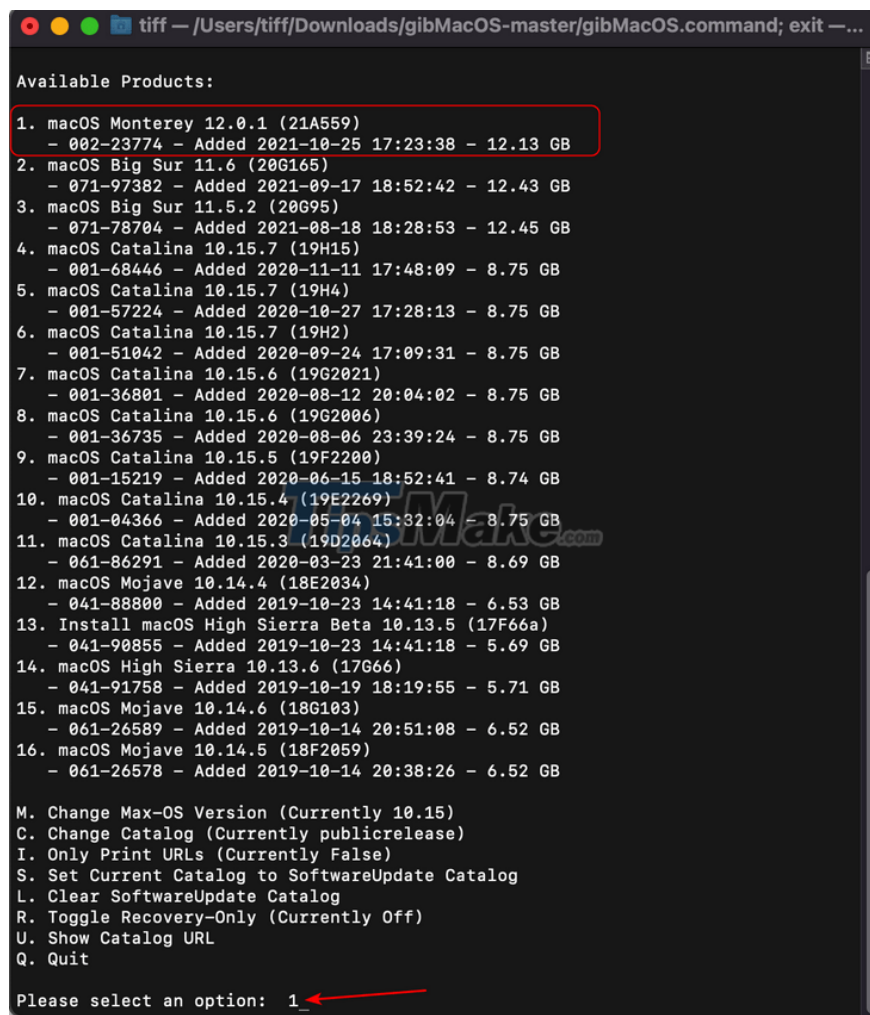 tiff — /Users/tiff/Downloads/gibMacOS-master/gibMacOS.command; exit —...
Available Products:
1. macOS Monterey 12.0.1 (21A559)
- 002-23774 - Added 2021-10-25 17:23:38 - 12.13 GB
2. macOS Big Sur 11.6 (20G165)
- 071-97382 - Added 2021-09-17 18:52:42 - 12.43 GB
3. macOS Big Sur 11.5.2 (20G95)
- 071-78704 - Added 2021-08-18 18:28:53 - 12.45 GB
4. macOS Catalina 10.15.7 (19H15)
- 001-68446 - Added 2020-11-11 17:48:09 - 8.75 GB
5. macOS Catalina 10.15.7 (19H4)
- 001-57224 - Added 2020-10-27 17:28:13 - 8.75 GB
6. macOS Catalina 10.15.7 (19H2)
- 001-51042 - Added 2020-09-24 17:09:31 - 8.75 GB
7. macOS Catalina 10.15.6 (19G2021)
- 001-36801 - Added 2020-08-12 20:04:02 - 8.75 GB
8. macOS Catalina 10.15.6 (19G2006)
- 001-36735 - Added 2020-08-06 23:39:24 - 8.75 GB
9. macOS Catalina 10.15.5 (19F2200)
- 001-15219 - Added 2020-06-15 18:52:41 - 8.74 GB
10. macOS Catalina 10.15.4 (19E2269)
- 001-04366 - Added 2020-05-04 15:32:04 - 8.75 GB
TipsMake.com
11. macOS Catalina 10.15.3 (19D2064)
- 061-86291 - Added 2020-03-23 21:41:00 - 8.69 GB
12. macOS Mojave 10.14.4 (18E2034)
- 041-88800 - Added 2019-10-23 14:41:18 - 6.53 GB
13. Install macOS High Sierra Beta 10.13.5 (17F66a)
- 041-90855 - Added 2019-10-23 14:41:18 - 5.69 GB
14. macOS High Sierra 10.13.6 (17G66)
- 041-91758 - Added 2019-10-19 18:19:55 - 5.71 GB
15. macOS Mojave 10.14.6 (18G103)
- 061-26589 - Added 2019-10-14 20:51:08 - 6.52 GB
16. macOS Mojave 10.14.5 (18F2059)
- 061-26578 - Added 2019-10-14 20:38:26 - 6.52 GB
M. Change Max-OS Version (Currently 10.15)
C. Change Catalog (Currently publicrelease)
I. Only Print URLs (Currently False)
S. Set Current Catalog to SoftwareUpdate Catalog
L. Clear SoftwareUpdate Catalog
R. Toggle Recovery-Only (Currently Off)
U. Show Catalog URL
Q. Quit
Please select an option: 1_